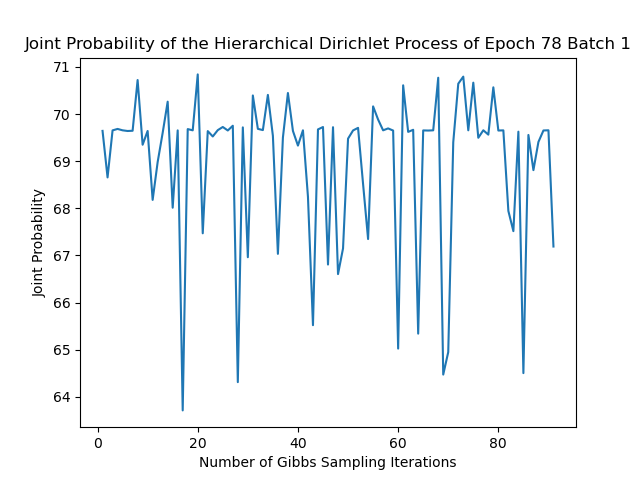 Joint Probability of the Hierarchical Dirichlet Process of Epoch 78 Batch 1
71
70
69
68
67
66
65
64
Joint Probability
0 20 40 60 80
Number of Gibbs Sampling Iterations